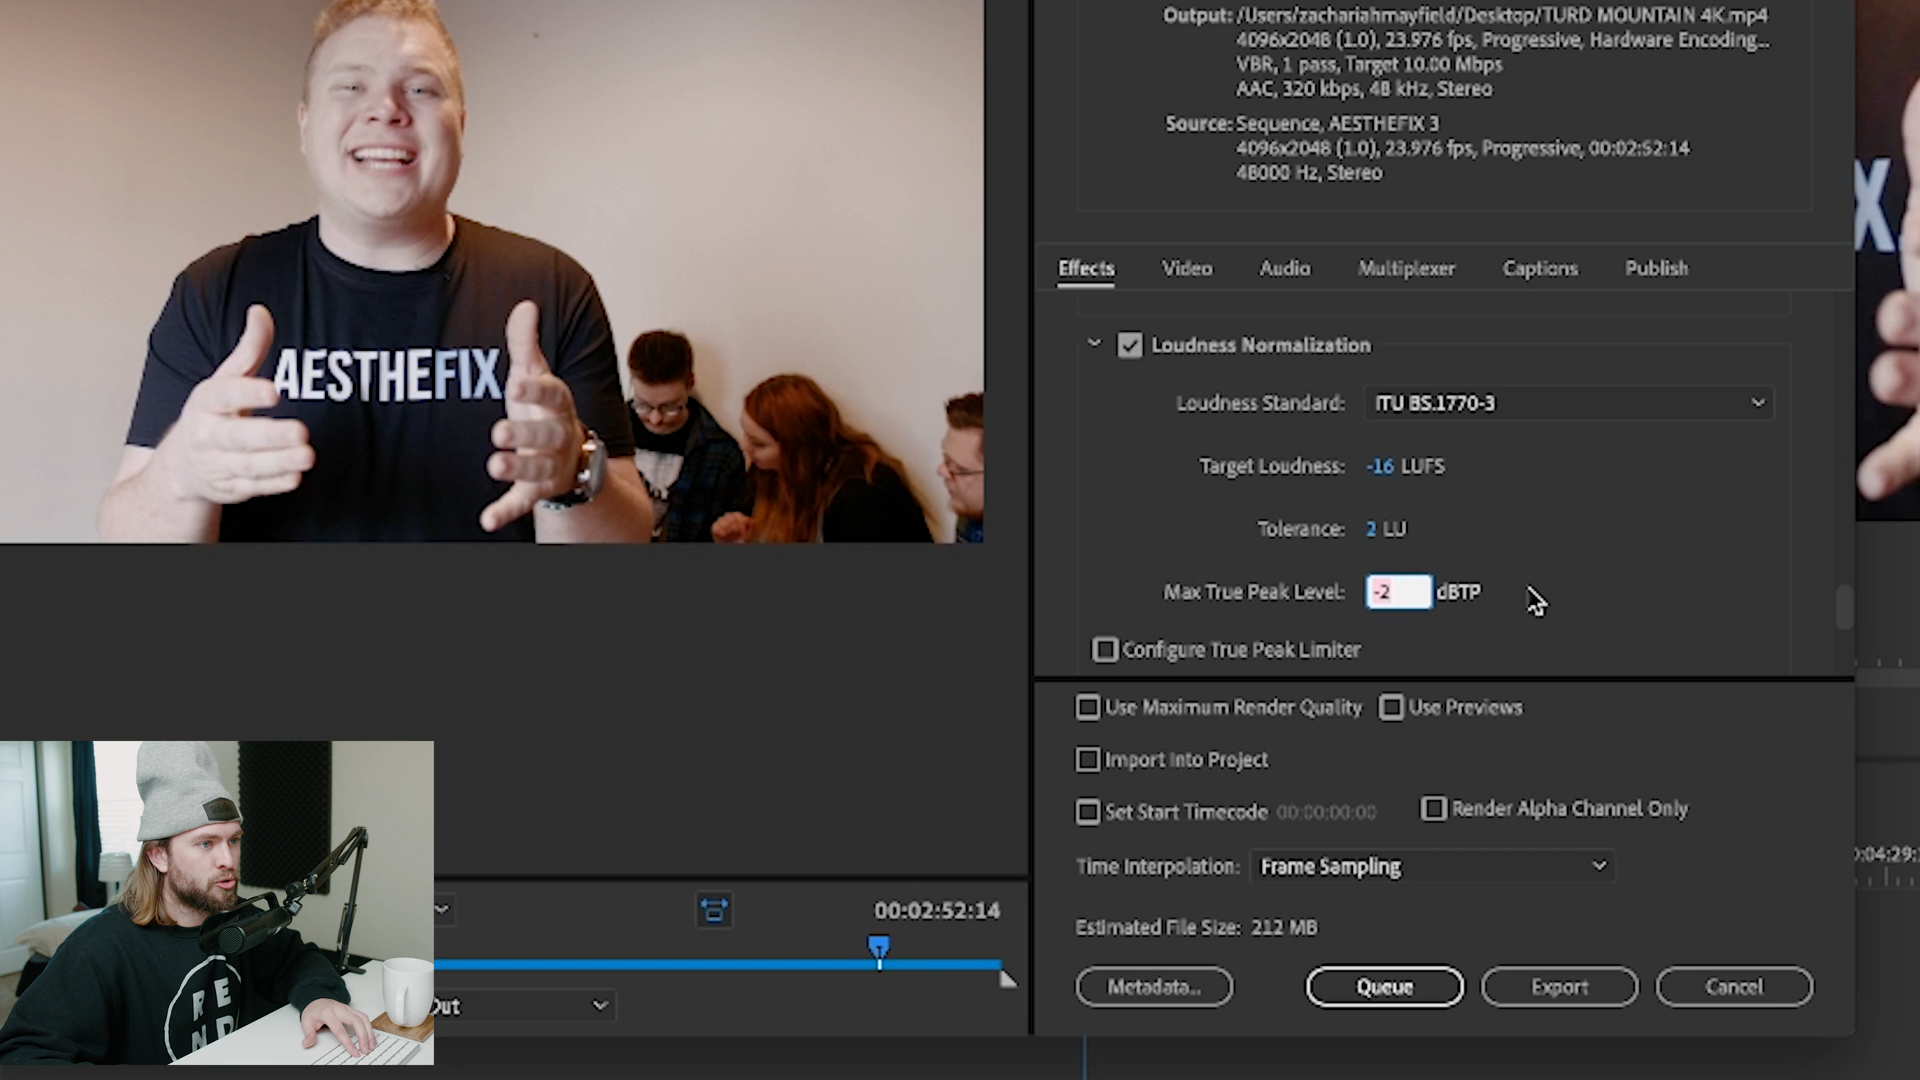 Output: /Users/zachariahmayfield/Desktop/TURD MOUNTAIN 4K.mp4
4096x2048 (1.0), 23.976 fps, Progressive, Hardware Encoding...
VBR, 1 pass, Target 10.00 Mbps
AAC, 320 kbps, 48 kHz, Stereo
Source: Sequence, AESTHEFIX 3
4096x2048 (1.0), 23.976 fps, Progressive, 00:02:52:14
48000 Hz, Stereo
Effects Video Audio Multiplexer Captions Publish
X
Loudness Normalization
AESTHEFIX.
Loudness Standard: ITU BS.1770-3
Target Loudness: -16 LUFS
Tolerance: 2 LU
Max True Peak Level: -2 dBTP
Configure True Peak Limiter
Use Maximum Render Quality Use Previews
Import Into Project
Set Start Timecode 00:00:00:00 Render Alpha Channel Only
Time Interpolation: Frame Sampling
:04:29:
00:02:52:14
Estimated File Size: 212 MB
Metadata... Queue Export Cancel
Out
RE
ND